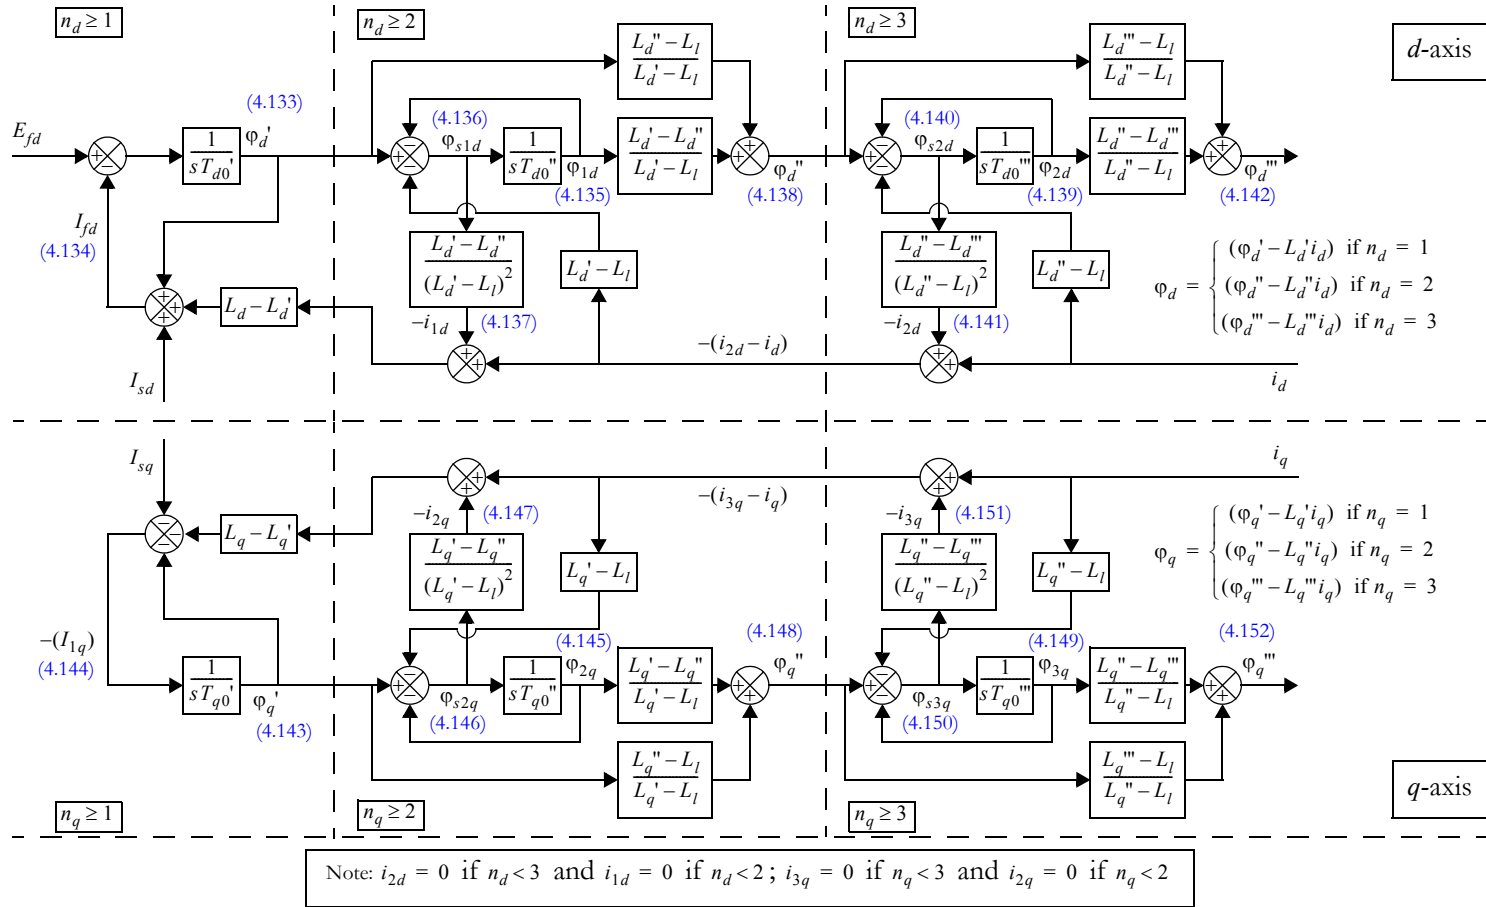 n_d ≥ 1
n_d ≥ 2
n_d ≥ 3
d-axis
L_d'' − L_l
L_d' − L_l
L_d''' − L_l
L_d'' − L_l
(4.133)
(4.136)
(4.140)
E_fd
+
−
1
sT_d0'
φ_d'
+
−
−
φ_s1d
1
sT_d0''
φ_1d
L_d' − L_d''
L_d' − L_l
+
+
φ_d''
+
−
−
φ_s2d
1
sT_d0'''
φ_2d
L_d'' − L_d'''
L_d'' − L_l
+
+
φ_d'''
(4.135)
(4.138)
(4.139)
(4.142)
I_fd
(4.134)
L_d' − L_d''
(L_d' − L_l)^2
L_d' − L_l
L_d'' − L_d'''
(L_d'' − L_l)^2
L_d'' − L_l
φ_d = { (φ_d' − L_d' i_d) if n_d = 1
(φ_d'' − L_d'' i_d) if n_d = 2
(φ_d''' − L_d''' i_d) if n_d = 3
+
+
+
L_d − L_d'
−i_1d
(4.137)
−i_2d
(4.141)
+
+
−(i_2d − i_d)
+
+
i_d
I_sd
I_sq
i_q
+
+
−(i_3q − i_q)
+
+
−i_2q
(4.147)
−i_3q
(4.151)
−
−
−
L_q − L_q'
L_q' − L_q''
(L_q' − L_l)^2
L_q' − L_l
L_q'' − L_q'''
(L_q'' − L_l)^2
L_q'' − L_l
φ_q = { (φ_q' − L_q' i_q) if n_q = 1
(φ_q'' − L_q'' i_q) if n_q = 2
(φ_q''' − L_q''' i_q) if n_q = 3
−(I_1q)
(4.144)
(4.145)
(4.148)
(4.149)
(4.152)
1
sT_q0'
φ_q'
(4.143)
+
−
−
φ_s2q
(4.146)
1
sT_q0''
φ_2q
L_q' − L_q''
L_q' − L_l
+
+
φ_q''
+
−
−
φ_s3q
(4.150)
1
sT_q0'''
φ_3q
L_q'' − L_q'''
L_q'' − L_l
+
+
φ_q'''
L_q'' − L_l
L_q' − L_l
L_q''' − L_l
L_q'' − L_l
q-axis
n_q ≥ 1
n_q ≥ 2
n_q ≥ 3
Note: i_2d = 0 if n_d < 3 and i_1d = 0 if n_d < 2 ; i_3q = 0 if n_q < 3 and i_2q = 0 if n_q < 2